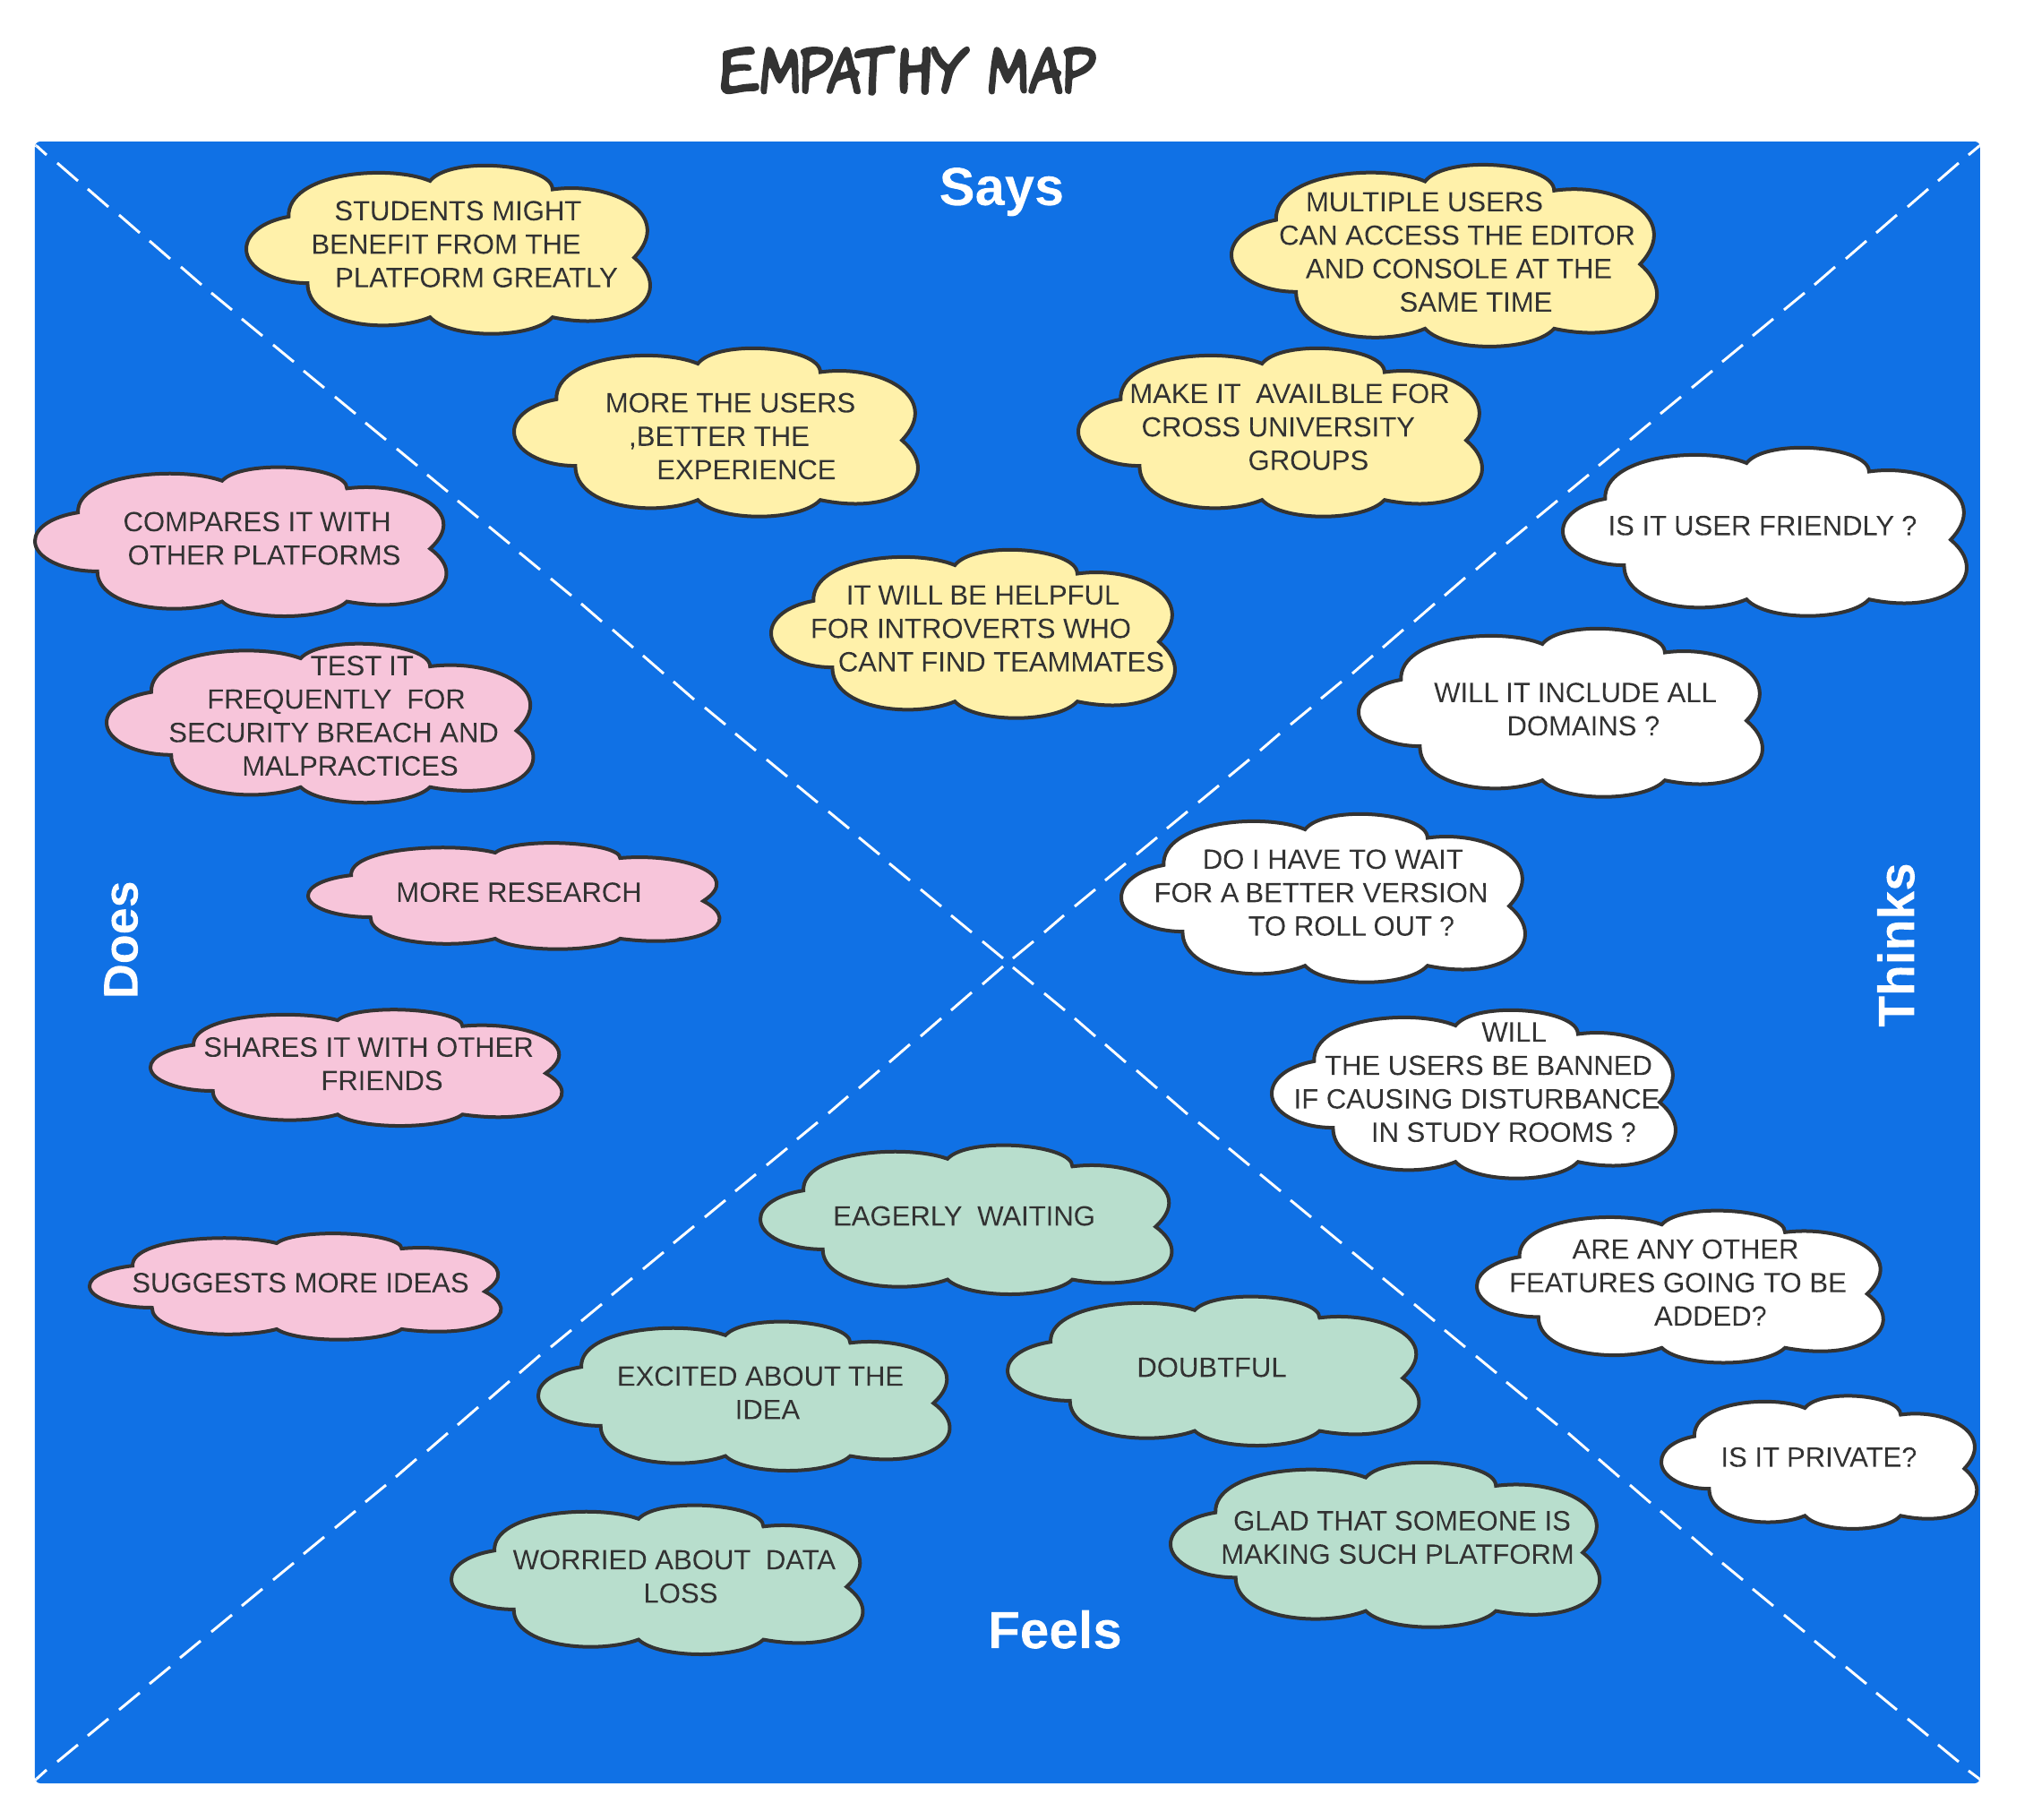 EMPATHY MAP
Says
STUDENTS MIGHT
BENEFIT FROM THE
PLATFORM GREATLY
MULTIPLE USERS
CAN ACCESS THE EDITOR
AND CONSOLE AT THE
SAME TIME
MORE THE USERS
,BETTER THE
EXPERIENCE
MAKE IT AVAILBLE FOR
CROSS UNIVERSITY
GROUPS
IT WILL BE HELPFUL
FOR INTROVERTS WHO
CANT FIND TEAMMATES
Does
COMPARES IT WITH
OTHER PLATFORMS
TEST IT
FREQUENTLY FOR
SECURITY BREACH AND
MALPRACTICES
MORE RESEARCH
SHARES IT WITH OTHER
FRIENDS
SUGGESTS MORE IDEAS
Thinks
IS IT USER FRIENDLY ?
WILL IT INCLUDE ALL
DOMAINS ?
DO I HAVE TO WAIT
FOR A BETTER VERSION
TO ROLL OUT ?
WILL
THE USERS BE BANNED
IF CAUSING DISTURBANCE
IN STUDY ROOMS ?
ARE ANY OTHER
FEATURES GOING TO BE
ADDED?
IS IT PRIVATE?
EAGERLY WAITING
EXCITED ABOUT THE
IDEA
DOUBTFUL
WORRIED ABOUT DATA
LOSS
GLAD THAT SOMEONE IS
MAKING SUCH PLATFORM
Feels